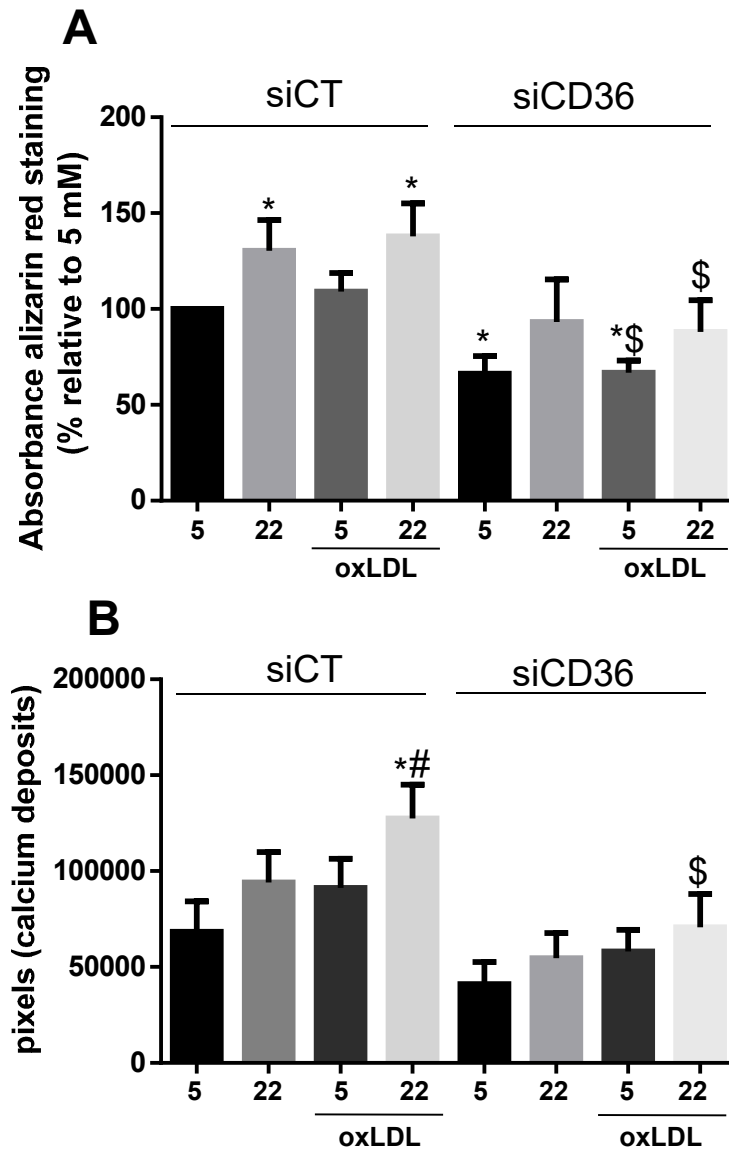 A
siCT siCD36
Absorbance alizarin red staining
(% relative to 5 mM)
200
150
100
50
0
* * * *$ $
5 22 5 22 5 22 5 22
oxLDL oxLDL
B
siCT siCD36
pixels (calcium deposits)
200000
150000
100000
50000
0
*# $
5 22 5 22 5 22 5 22
oxLDL oxLDL